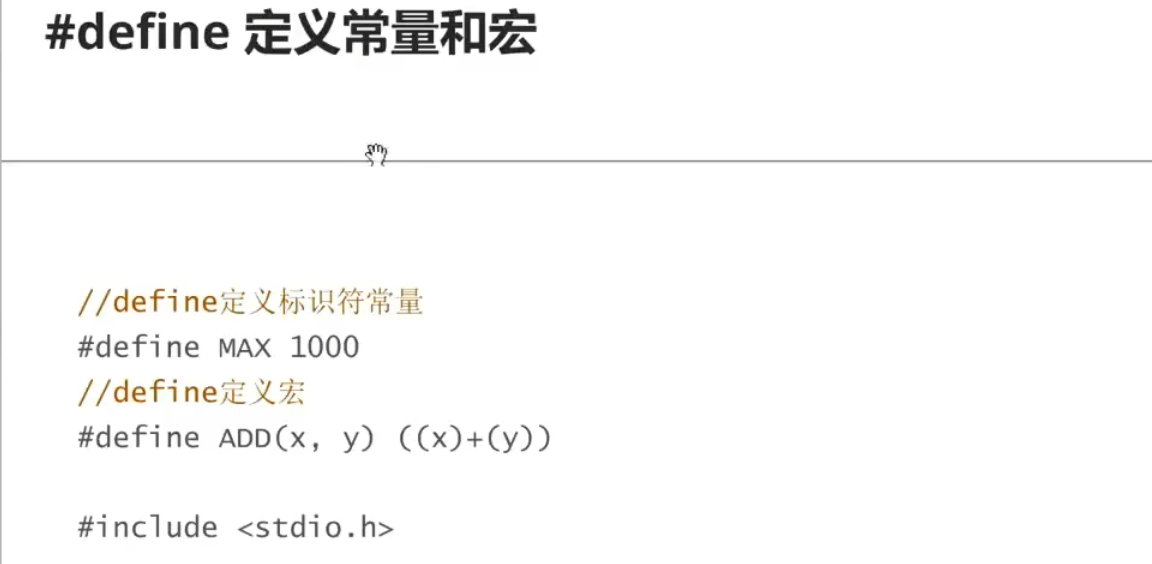 #define 定义常量和宏
//define定义标识符常量
#define MAX 1000
//define定义宏
#define ADD(x, y) ((x)+(y))
#include <stdio.h>